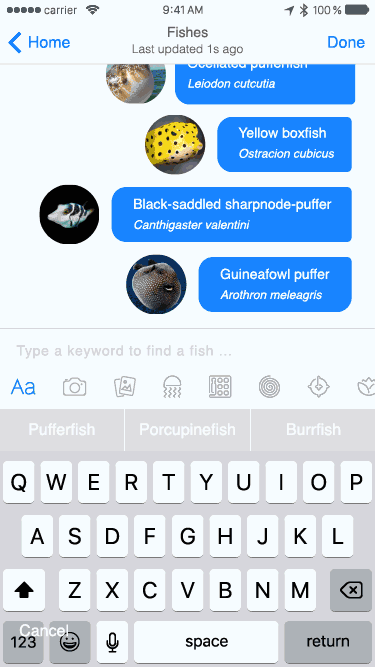 carrier 9:41 AM 100%
Home Fishes Done
Last updated 1s ago
Ocellated pufferfish
Leiodon cutcutia
Yellow boxfish
Ostracion cubicus
Black-saddled sharpnode-puffer
Canthigaster valentini
Guineafowl puffer
Arothron meleagris
Type a keyword to find a fish ...
Aa
Pufferfish Porcupinefish Burrfish
Q W E R T Y U I O P
A S D F G H J K L
Z X C V B N M
Cancel
123 space return